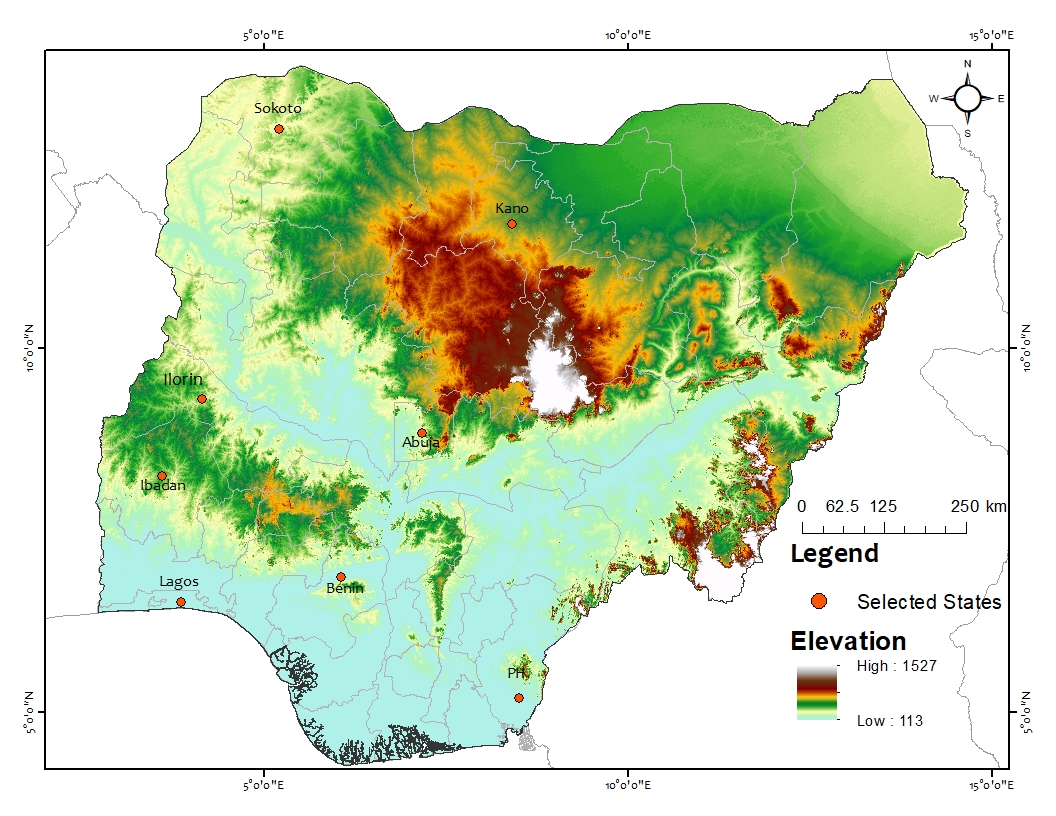 5°0'0"E 10°0'0"E 15°0'0"E
N
W E
S
Sokoto
Kano
10°0'0"N 10°0'0"N
Ilorin
Abuja
Ibadan
0 62.5 125 250 km
Legend
Lagos
Benin
Selected States
Elevation
High : 1527
PH
Low : 113
5°0'0"N 5°0'0"N
5°0'0"E 10°0'0"E 15°0'0"E